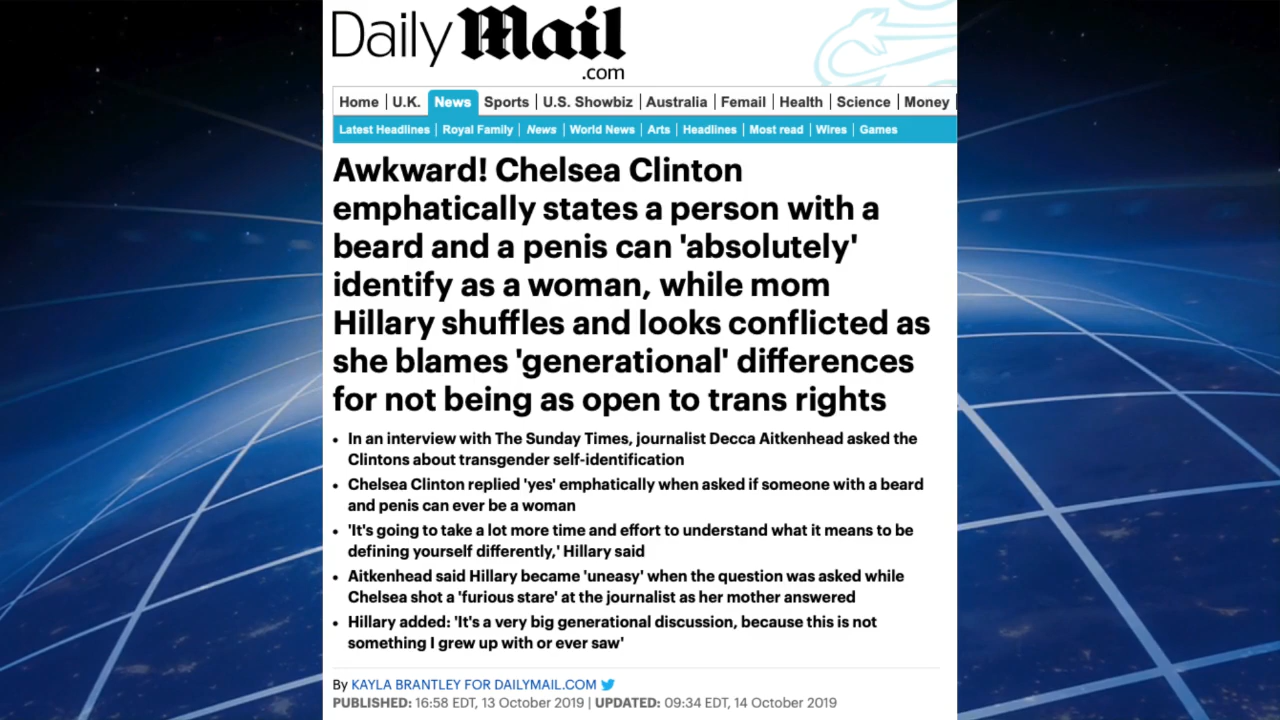 Daily Mail
.com
Home | U.K. | News | Sports | U.S. Showbiz | Australia | Femail | Health | Science | Money |
Latest Headlines | Royal Family | News | World News | Arts | Headlines | Most read | Wires | Games
Awkward! Chelsea Clinton
emphatically states a person with a
beard and a penis can 'absolutely'
identify as a woman, while mom
Hillary shuffles and looks conflicted as
she blames 'generational' differences
for not being as open to trans rights
• In an interview with The Sunday Times, journalist Decca Aitkenhead asked the
Clintons about transgender self-identification
• Chelsea Clinton replied 'yes' emphatically when asked if someone with a beard
and penis can ever be a woman
• 'It's going to take a lot more time and effort to understand what it means to be
defining yourself differently,' Hillary said
• Aitkenhead said Hillary became 'uneasy' when the question was asked while
Chelsea shot a 'furious stare' at the journalist as her mother answered
• Hillary added: 'It's a very big generational discussion, because this is not
something I grew up with or ever saw'
By KAYLA BRANTLEY FOR DAILYMAIL.COM
PUBLISHED: 16:58 EDT, 13 October 2019 | UPDATED: 09:34 EDT, 14 October 2019